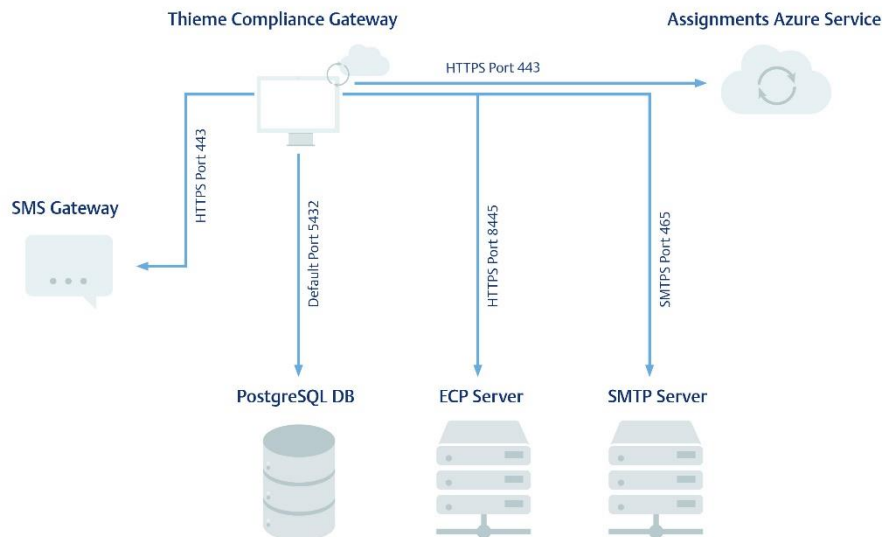 Thieme Compliance Gateway
Assignments Azure Service
HTTPS Port 443
HTTPS Port 443
SMS Gateway
Default Port 5432
HTTPS Port 8445
SMTPS Port 465
PostgreSQL DB
ECP Server
SMTP Server